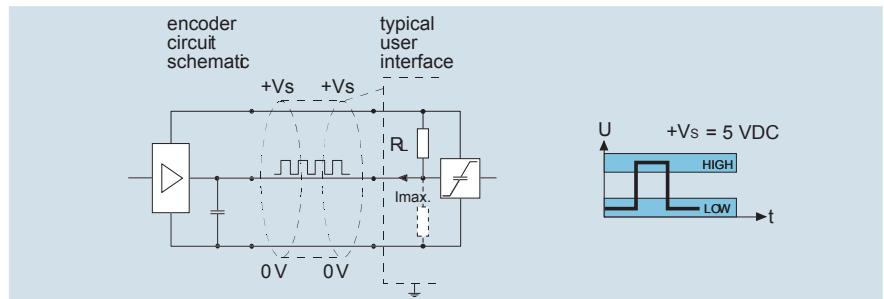 encoder
circuit
schematic
typical
user
interface
+Vs +Vs
RL
Imax.
0 V 0 V
U +Vs = 5 VDC
HIGH
LOW
t